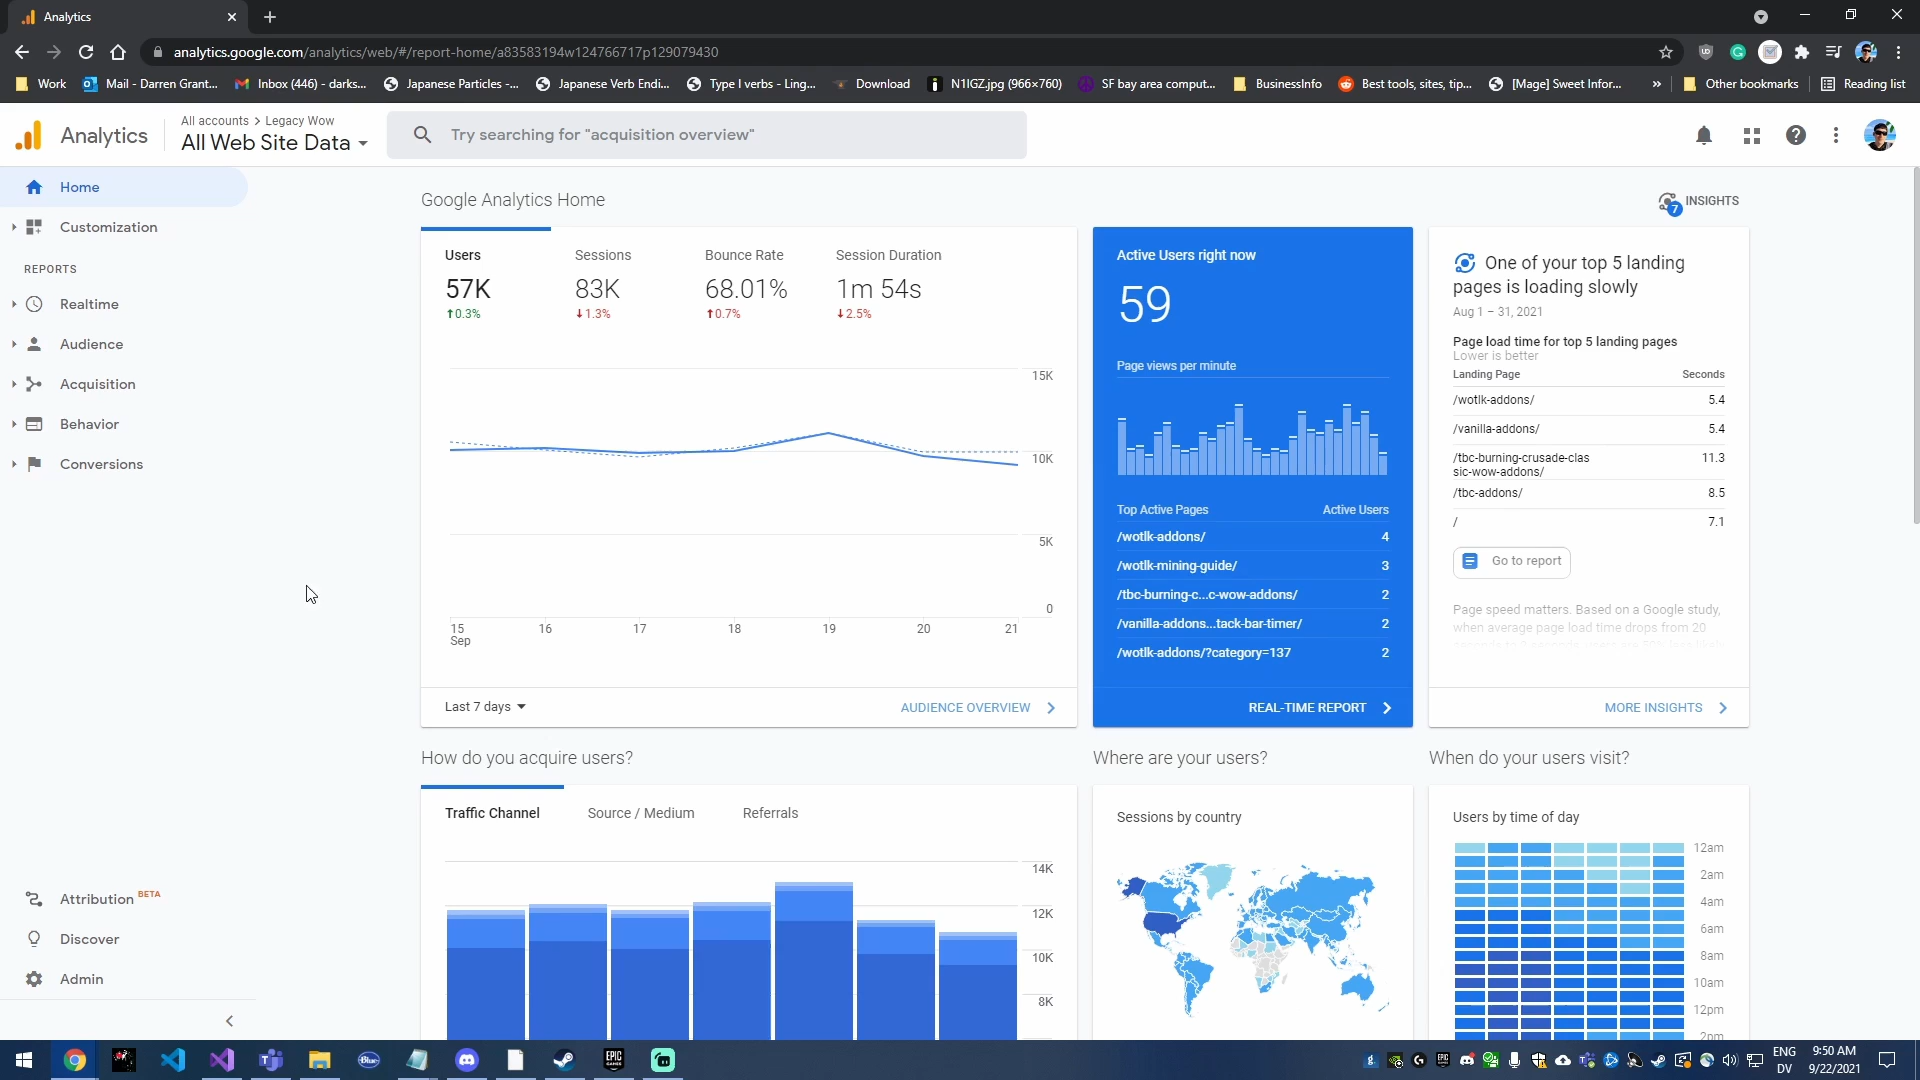 Analytics
analytics.google.com/analytics/web/#/report-home/a83583194w124766717p129079430
Work
Mail - Darren Grant...
Inbox (446) - darks...
Japanese Particles -...
Japanese Verb Endi...
Type I verbs - Ling...
Download
N1IGZ.jpg (966×760)
SF bay area comput...
BusinessInfo
Best tools, sites, tip...
[Mage] Sweet Infor...
»
Other bookmarks
Reading list
Analytics
All accounts > Legacy Wow
All Web Site Data
Try searching for "acquisition overview"
Home
Customization
REPORTS
Realtime
Audience
Acquisition
Behavior
Conversions
Attribution BETA
Discover
Admin
Google Analytics Home
7
INSIGHTS
Users
57K
0.3%
Sessions
83K
1.3%
Bounce Rate
68.01%
0.7%
Session Duration
1m 54s
2.5%
15K
10K
5K
0
15
Sep
16
17
18
19
20
21
Last 7 days
AUDIENCE OVERVIEW
Active Users right now
59
Page views per minute
Top Active Pages
Active Users
/wotlk-addons/
4
/wotlk-mining-guide/
3
/tbc-burning-c...c-wow-addons/
2
/vanilla-addons...tack-bar-timer/
2
/wotlk-addons/?category=137
2
REAL-TIME REPORT
One of your top 5 landing
pages is loading slowly
Aug 1 – 31, 2021
Page load time for top 5 landing pages
Lower is better
Landing Page
Seconds
/wotlk-addons/
5.4
/vanilla-addons/
5.4
/tbc-burning-crusade-clas
sic-wow-addons/
11.3
/tbc-addons/
8.5
/
7.1
Go to report
Page speed matters. Based on a Google study,
when average page load time drops from 20
MORE INSIGHTS
How do you acquire users?
Traffic Channel
Source / Medium
Referrals
14K
12K
10K
8K
Where are your users?
Sessions by country
When do your users visit?
Users by time of day
12am
2am
4am
6am
8am
10am
12pm
2pm
Blue
EPIC
GAMES
ENG
DV
9:50 AM
9/22/2021